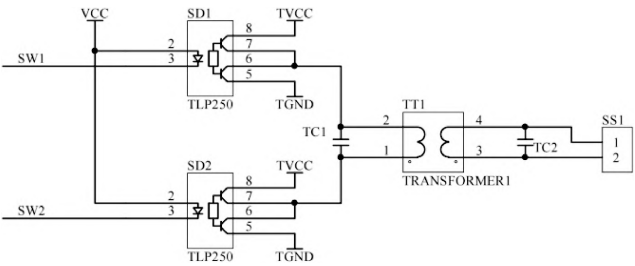 VCC SD1 TVCC
8
2 7
SW1 3 6
5
TLP250 TGND
TT1
TC1 2 4 SS1
1
1 3 TC2 2
SD2 TVCC TRANSFORMER1
8
2 7
SW2 3 6
5
TLP250 TGND